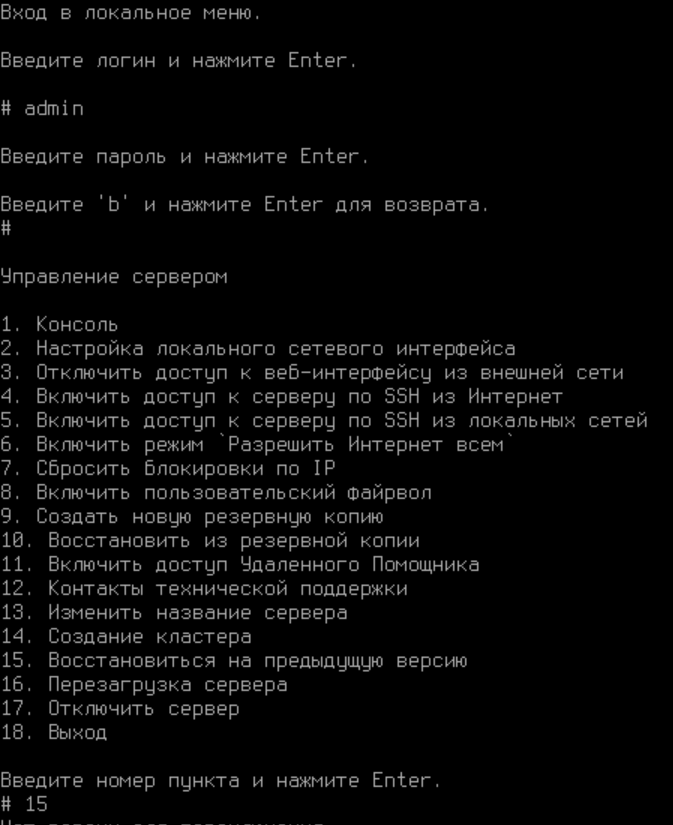 Вход в локальное меню.
Введите логин и нажмите Enter.
# admin
Введите пароль и нажмите Enter.
Введите 'b' и нажмите Enter для возврата.
#
Управление сервером
1. Консоль
2. Настройка локального сетевого интерфейса
3. Отключить доступ к веб-интерфейсу из внешней сети
4. Включить доступ к серверу по SSH из Интернет
5. Включить доступ к серверу по SSH из локальных сетей
6. Включить режим `Разрешить Интернет всем`
7. Сбросить блокировки по IP
8. Включить пользовательский файрвол
9. Создать новую резервную копию
10. Восстановить из резервной копии
11. Включить доступ Удаленного Помощника
12. Контакты технической поддержки
13. Изменить название сервера
14. Создание кластера
15. Восстановиться на предыдущую версию
16. Перезагрузка сервера
17. Отключить сервер
18. Выход
Введите номер пункта и нажмите Enter.
# 15